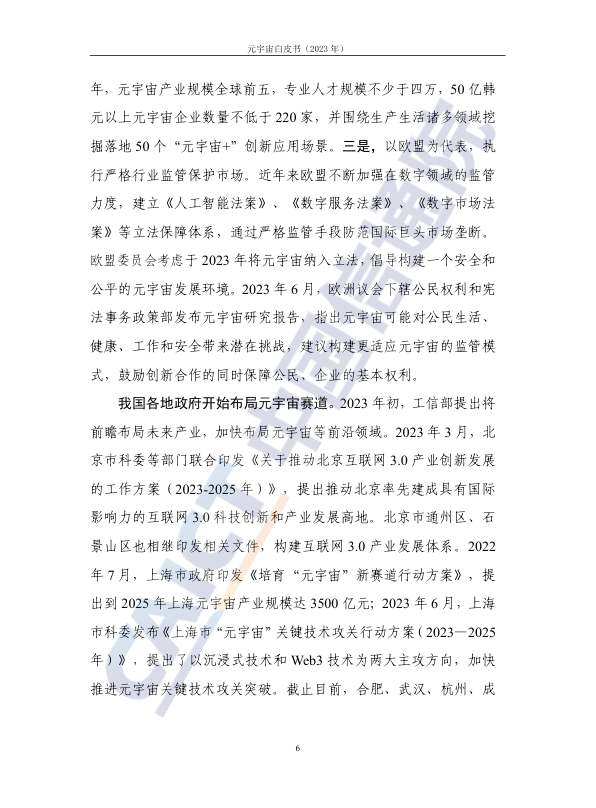 元宇宙白皮书（2023 年）
年，元宇宙产业规模全球前五，专业人才规模不少于四万，50 亿韩
元以上元宇宙企业数量不低于 220 家，并围绕生产生活诸多领域挖
掘落地 50 个“元宇宙+”创新应用场景。三是，以欧盟为代表，执
行严格行业监管保护市场。近年来欧盟不断加强在数字领域的监管
力度，建立《人工智能法案》、《数字服务法案》、《数字市场法
案》等立法保障体系，通过严格监管手段防范国际巨头市场垄断。
欧盟委员会考虑于 2023 年将元宇宙纳入立法，倡导构建一个安全和
公平的元宇宙发展环境。2023 年 6 月，欧洲议会下辖公民权利和宪
法事务政策部发布元宇宙研究报告，指出元宇宙可能对公民生活、
健康、工作和安全带来潜在挑战，建议构建更适应元宇宙的监管模
式，鼓励创新合作的同时保障公民、企业的基本权利。
我国各地政府开始布局元宇宙赛道。2023 年初，工信部提出将
前瞻布局未来产业，加快布局元宇宙等前沿领域。2023 年 3 月，北
京市科委等部门联合印发《关于推动北京互联网 3.0 产业创新发展
的工作方案（2023-2025 年）》，提出推动北京率先建成具有国际
影响力的互联网 3.0 科技创新和产业发展高地。北京市通州区、石
景山区也相继印发相关文件，构建互联网 3.0 产业发展体系。2022
年 7 月，上海市政府印发《培育“元宇宙”新赛道行动方案》，提
出到 2025 年上海元宇宙产业规模达 3500 亿元；2023 年 6 月，上海
市科委发布《上海市“元宇宙”关键技术攻关行动方案（2023—2025
年）》，提出了以沉浸式技术和 Web3 技术为两大主攻方向，加快
推进元宇宙关键技术攻关突破。截止目前，合肥、武汉、杭州、成
6
CAICT 中国信通院